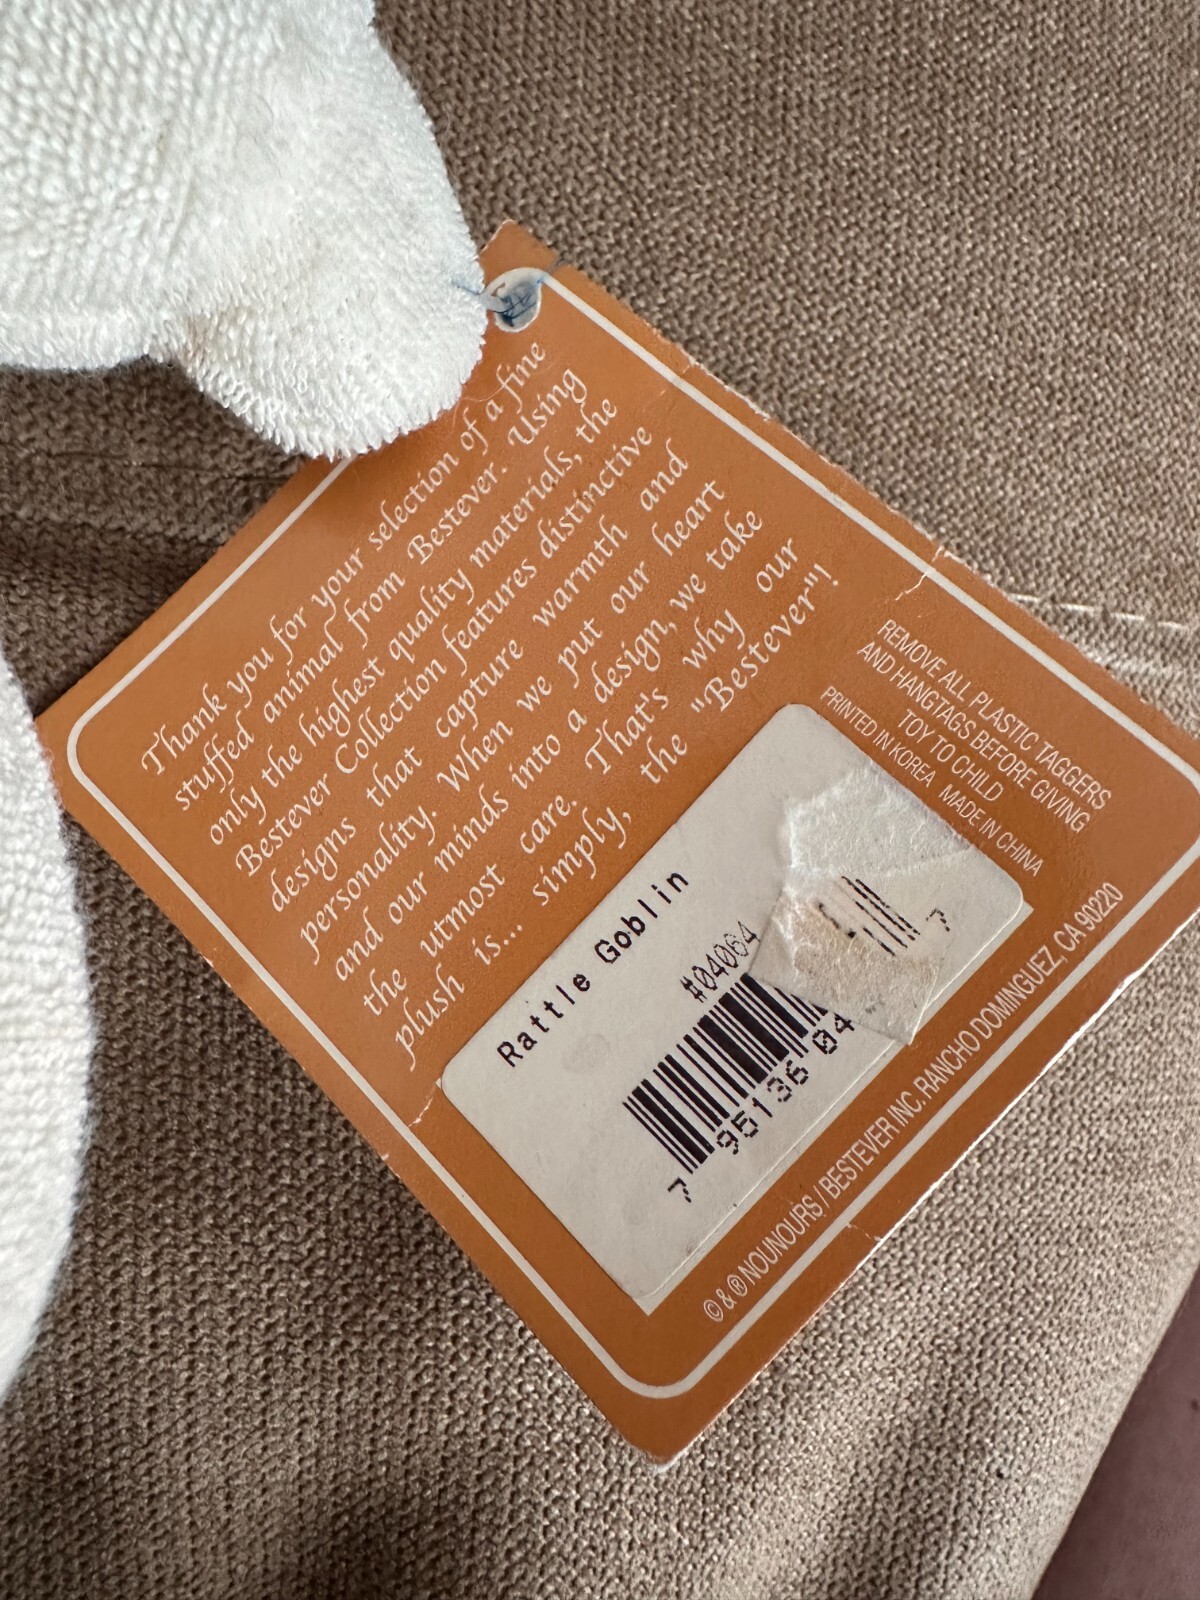 Thank you for your selection of a fine
stuffed animal from Bestever. Using
only the highest quality materials, the
Bestever Collection features distinctive
designs that capture warmth and
personality. When we put our heart
and our minds into a design, we take
the utmost care. That's why our
plush is... simply, the "Bestever"!
REMOVE ALL PLASTIC TAGGERS
AND HANGTAGS BEFORE GIVING
TOY TO CHILD
PRINTED IN KOREA MADE IN CHINA
Rattle Goblin
#04064
7 95136 04 7
©&® NOUNOURS / BESTEVER INC. RANCHO DOMINGUEZ, CA 90220